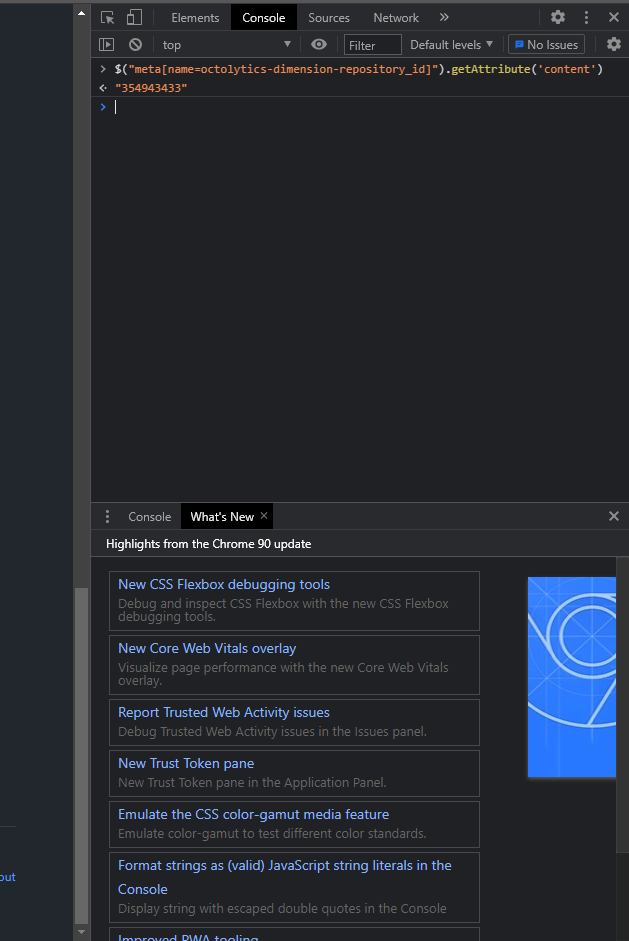 Elements Console Sources Network »
top Filter Default levels No Issues
> $("meta[name=octolytics-dimension-repository_id]").getAttribute('content')
"354943433"
>
Console What's New ×
Highlights from the Chrome 90 update
New CSS Flexbox debugging tools
Debug and inspect CSS Flexbox with the new CSS Flexbox
debugging tools.
New Core Web Vitals overlay
Visualize page performance with the new Core Web Vitals
overlay.
Report Trusted Web Activity issues
Debug Trusted Web Activity issues in the Issues panel.
New Trust Token pane
New Trust Token pane in the Application Panel.
Emulate the CSS color-gamut media feature
Emulate color-gamut to test different color standards.
Format strings as (valid) JavaScript string literals in the
Console
Display string with escaped double quotes in the Console
Improved PWA tooling
out